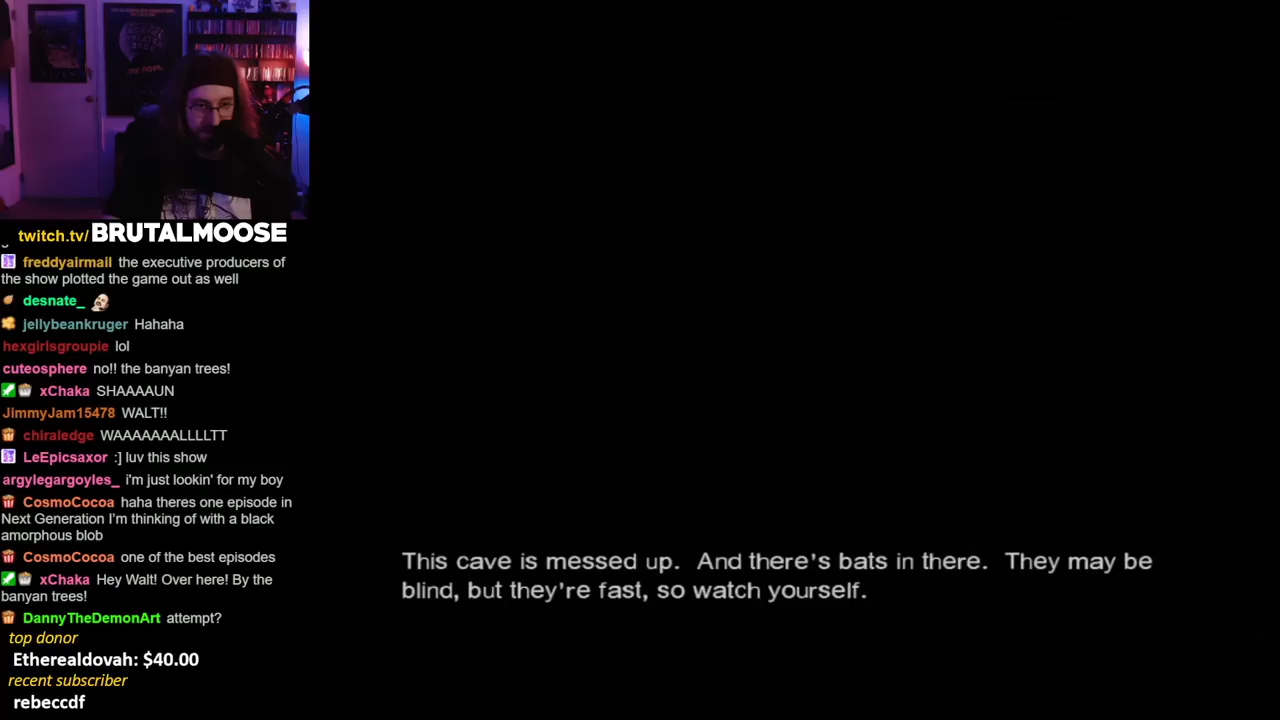 twitch.tv/BRUTALMOOSE
freddyairmail the executive producers of
the show plotted the game out as well
desnate_
jellybeankruger Hahaha
hexgirlsgroupie lol
cuteosphere no!! the banyan trees!
xChaka SHAAAAUN
JimmyJam15478 WALT!!
chiraledge WAAAAAAALLLLTT
LeEpicsaxor :] luv this show
argylegargoyles_ i'm just lookin' for my boy
CosmoCocoa haha theres one episode in
Next Generation I'm thinking of with a black
amorphous blob
CosmoCocoa one of the best episodes
xChaka Hey Walt! Over here! By the
banyan trees!
DannyTheDemonArt attempt?
top donor
Etherealdovah: $40.00
recent subscriber
rebeccdf
This cave is messed up. And there's bats in there. They may be
blind, but they're fast, so watch yourself.